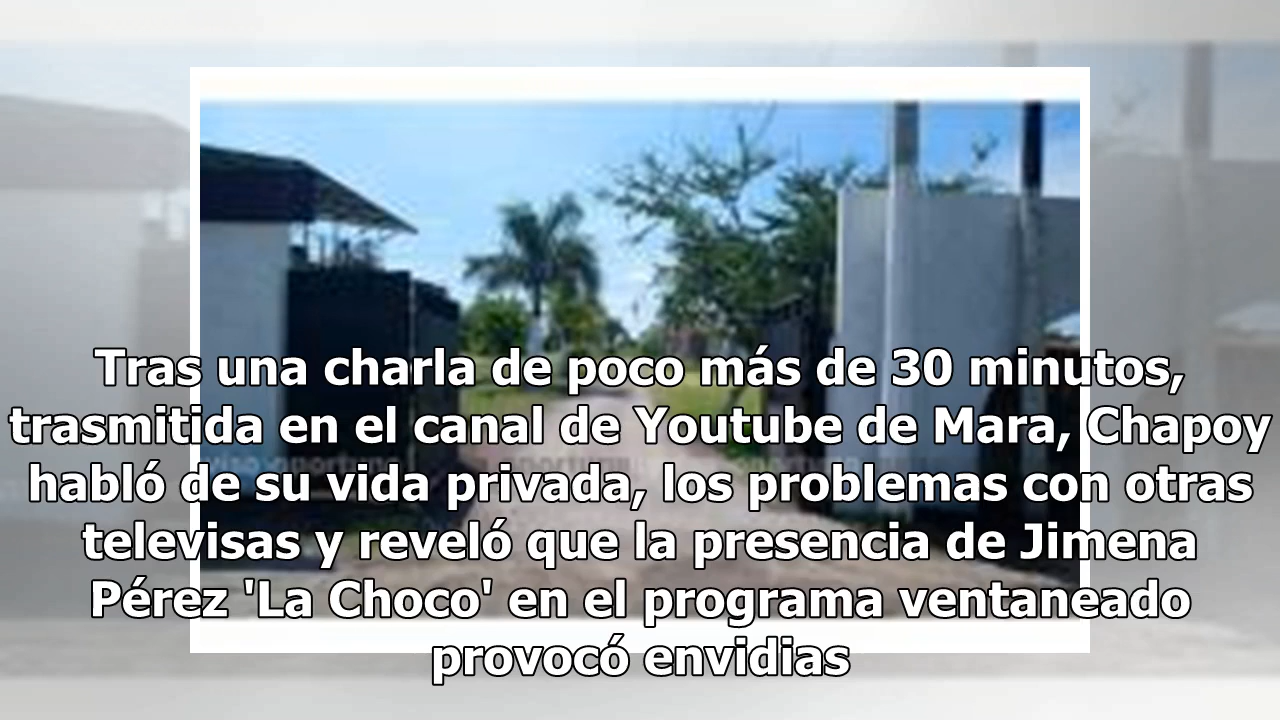 Tras una charla de poco más de 30 minutos,
trasmitida en el canal de Youtube de Mara, Chapoy
habló de su vida privada, los problemas con otras
televisas y reveló que la presencia de Jimena
Pérez 'La Choco' en el programa ventaneado
provocó envidias